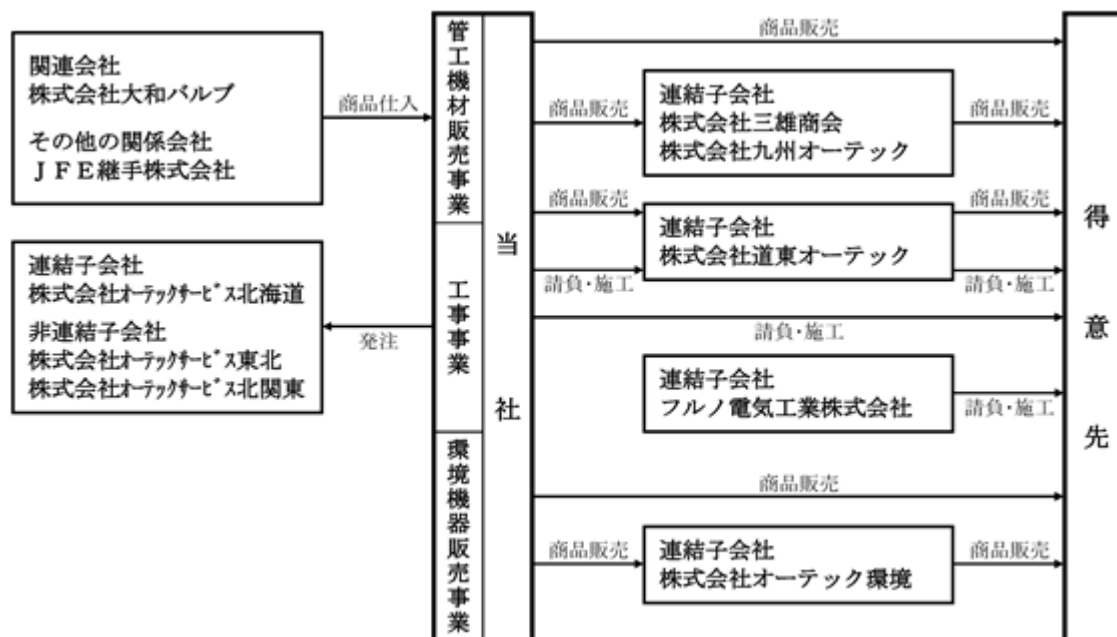 関連会社
株式会社大和バルブ
その他の関係会社
ＪＦＥ継手株式会社
商品仕入
連結子会社
株式会社ｵｰﾃｯｸｻｰﾋﾞｽ北海道
非連結子会社
株式会社ｵｰﾃｯｸｻｰﾋﾞｽ東北
株式会社ｵｰﾃｯｸｻｰﾋﾞｽ北関東
発注
管工機材販売事業
工事事業
環境機器販売事業
当社
商品販売
商品販売
連結子会社
株式会社三雄商会
株式会社九州オーテック
商品販売
商品販売
請負・施工
連結子会社
株式会社道東オーテック
商品販売
請負・施工
請負・施工
連結子会社
フルノ電気工業株式会社
請負・施工
商品販売
商品販売
連結子会社
株式会社オーテック環境
商品販売
得意先